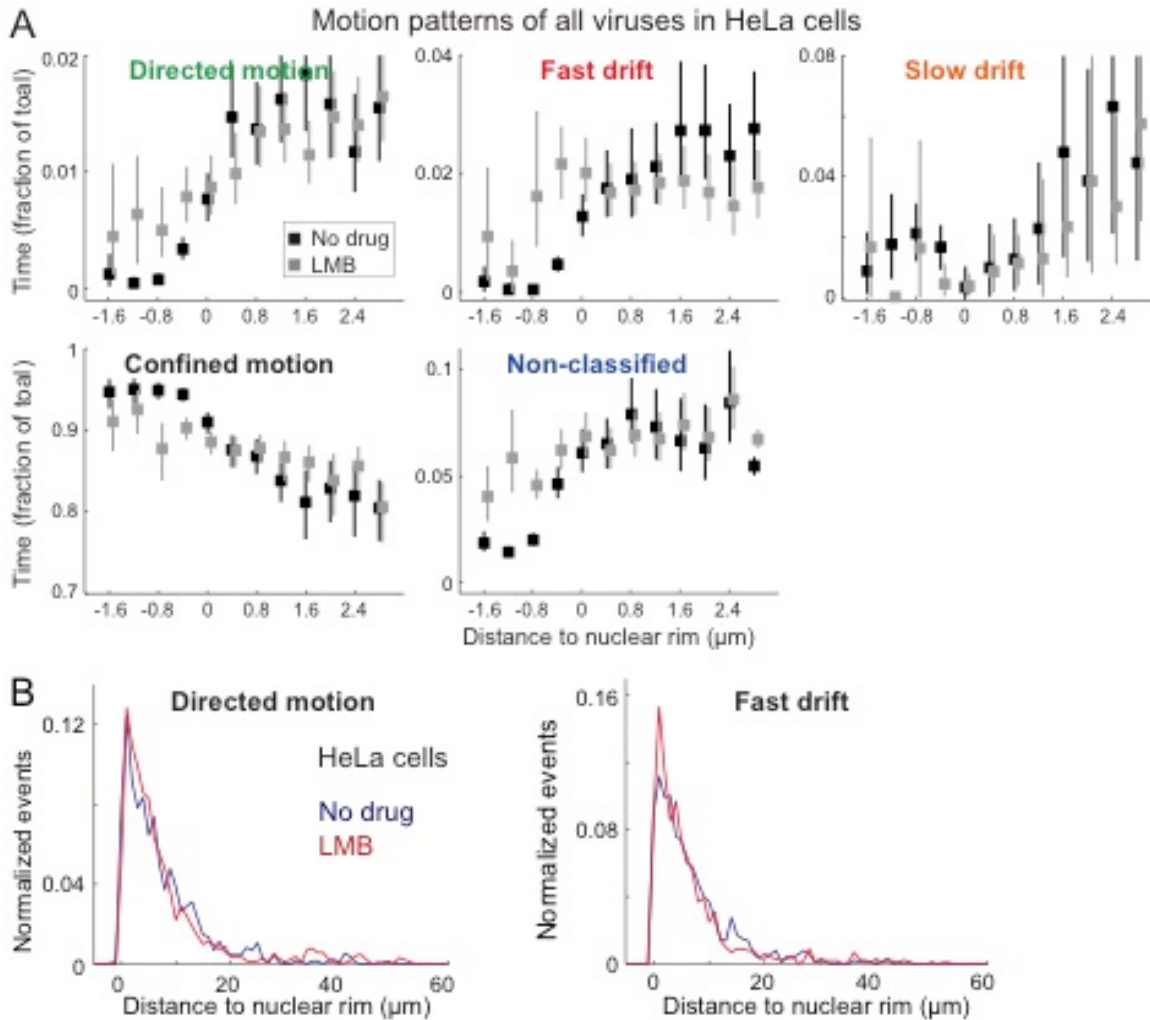 A
Motion patterns of all viruses in HeLa cells
Time (fraction of toal)
0.02
0.01
0
Directed motion
No drug
LMB
-1.6 -0.8 0 0.8 1.6 2.4
0.04
0.02
0
Fast drift
-1.6 -0.8 0 0.8 1.6 2.4
0.08
0.04
0
Slow drift
-1.6 -0.8 0 0.8 1.6 2.4
Time (fraction of toal)
1
0.9
0.8
0.7
Confined motion
-1.6 -0.8 0 0.8 1.6 2.4
0.1
0.05
0
Non-classified
-1.6 -0.8 0 0.8 1.6 2.4
Distance to nuclear rim (µm)
B
Normalized events
0.12
0.04
0
Directed motion
HeLa cells
No drug
LMB
0 20 40 60
Distance to nuclear rim (µm)
Normalized events
0.16
0.08
0
Fast drift
0 20 40 60
Distance to nuclear rim (µm)